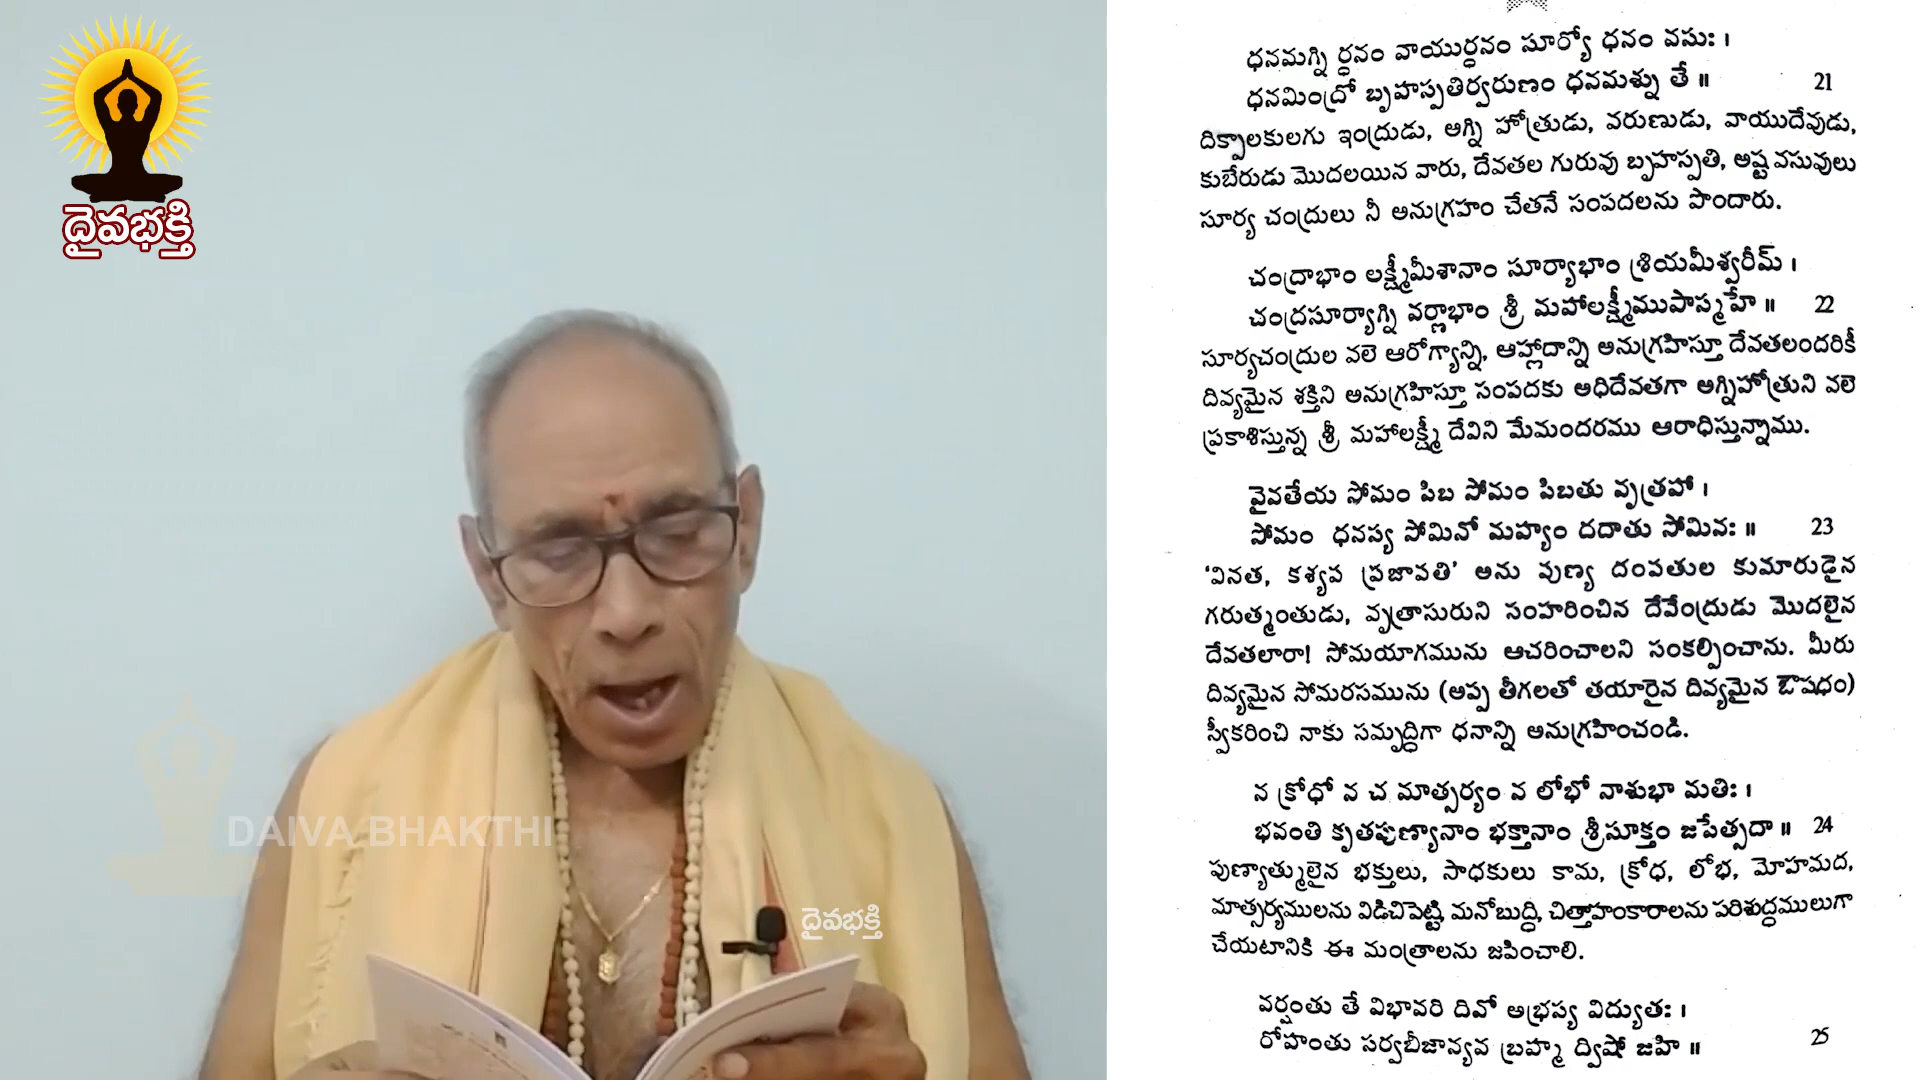 దైవభక్తి
DAIVA BHAKTHI
దైవభక్తి
ధనమగ్ని ర్ధనం వాయుర్ధనం సూర్యో ధనం వసుః ।
ధనమింద్రో బృహస్పతిర్వరుణం ధనమశ్ను తే ॥ 21
దిక్పాలకులగు ఇంద్రుడు, అగ్ని హోత్రుడు, వరుణుడు, వాయుదేవుడు,
కుబేరుడు మొదలయిన వారు, దేవతల గురువు బృహస్పతి, అష్ట వసువులు
సూర్య చంద్రులు నీ అనుగ్రహం చేతనే సంపదలను పొందారు.
చంద్రాభాం లక్ష్మీమీశానాం సూర్యాభాం శ్రియమీశ్వరీమ్ ।
చంద్రసూర్యాగ్ని వర్ణాభాం శ్రీ మహాలక్ష్మీముపాస్మహే ॥ 22
సూర్యచంద్రుల వలె ఆరోగ్యాన్ని, ఆహ్లాదాన్ని అనుగ్రహిస్తూ దేవతలందరికీ
దివ్యమైన శక్తిని అనుగ్రహిస్తూ సంపదకు అధిదేవతగా అగ్నిహోత్రుని వలె
ప్రకాశిస్తున్న శ్రీ మహాలక్ష్మీ దేవిని మేమందరము ఆరాధిస్తున్నాము.
వైవతేయ సోమం పిబ సోమం పిబతు వృత్రహా ।
సోమం ధనస్య సోమినో మహ్యం దదాతు సోమినః ॥ 23
'వినత, కశ్యప ప్రజాపతి' అను పుణ్య దంపతుల కుమారుడైన
గరుత్మంతుడు, వృత్రాసురుని సంహరించిన దేవేంద్రుడు మొదలైన
దేవతలారా! సోమయాగమును ఆచరించాలని సంకల్పించాను. మీరు
దివ్యమైన సోమరసమును (అప్ప తీగలతో తయారైన దివ్యమైన ఔషధం)
స్వీకరించి నాకు సమృద్ధిగా ధనాన్ని అనుగ్రహించండి.
న క్రోధో న చ మాత్సర్యం న లోభో నాశుభా మతిః ।
భవంతి కృతపుణ్యానాం భక్తానాం శ్రీసూక్తం జపేత్సదా ॥ 24
పుణ్యాత్ములైన భక్తులు, సాధకులు కామ, క్రోధ, లోభ, మోహమద,
మాత్సర్యములను విడిచిపెట్టి, మనోబుద్ధి, చిత్తాహంకారాలను పరిశుద్ధములుగా
చేయటానికి ఈ మంత్రాలను జపించాలి.
వర్షంతు తే విభావరి దివో అభ్రస్య విద్యుతః ।
రోహంతు సర్వబీజాన్యవ బ్రహ్మ ద్విషో జహి ॥ 25